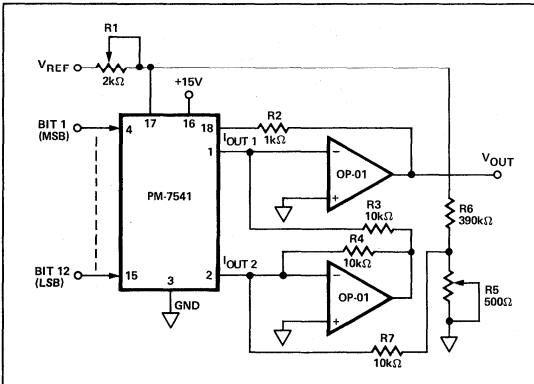 R1
VREF
2kΩ
+15V
BIT 1
(MSB)
4
17
16
18
R2
1kΩ
IOUT 1
1
PM-7541
−
OP-01
+
VOUT
R3
10kΩ
R6
390kΩ
R4
10kΩ
IOUT 2
BIT 12
(LSB)
15
3
2
GND
−
OP-01
+
R5
500Ω
R7
10kΩ